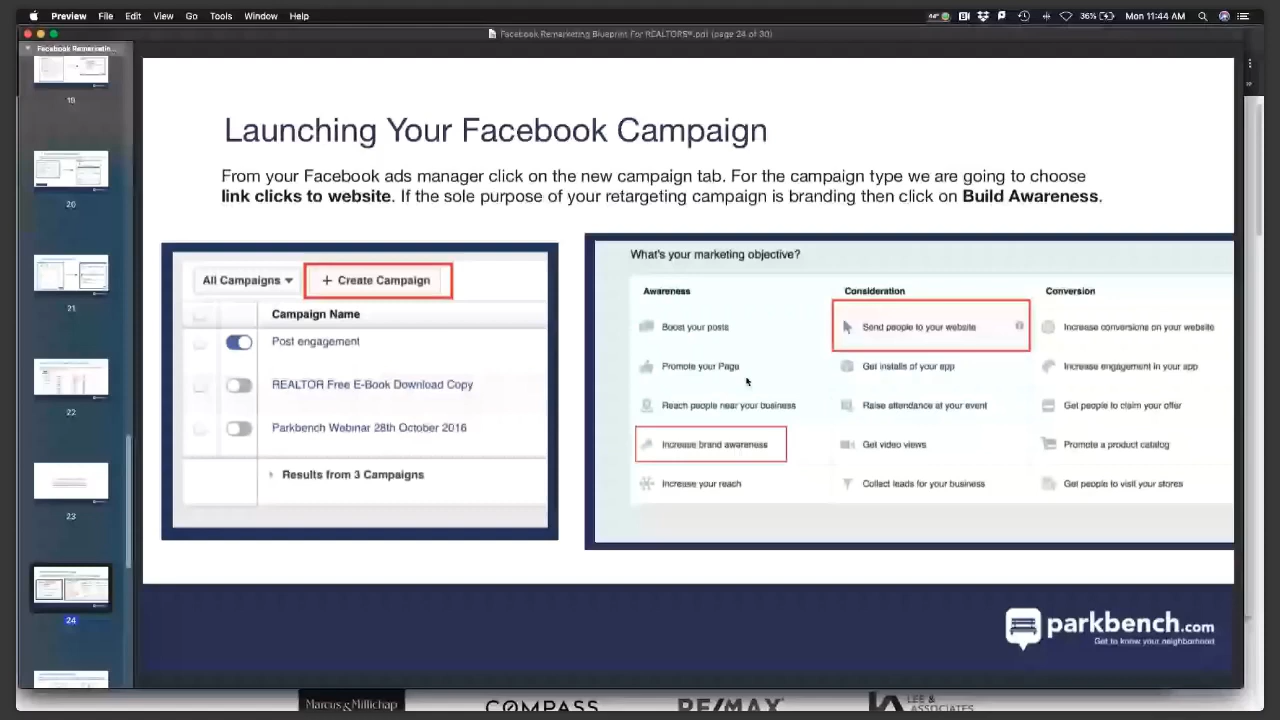 Preview File Edit View Go Tools Window Help
36% Mon 11:44 AM
Facebook Remarketing Blueprint For REALTORS®.pdf (page 24 of 30)
Facebook Remarketin...
19
20
21
22
23
24
Launching Your Facebook Campaign
From your Facebook ads manager click on the new campaign tab. For the campaign type we are going to choose
link clicks to website. If the sole purpose of your retargeting campaign is branding then click on Build Awareness.
All Campaigns
+ Create Campaign
Campaign Name
Post engagement
REALTOR Free E-Book Download Copy
Parkbench Webinar 28th October 2016
Results from 3 Campaigns
What's your marketing objective?
Awareness Consideration Conversion
Boost your posts Send people to your website Increase conversions on your website
Promote your Page Get installs of your app Increase engagement in your app
Reach people near your business Raise attendance at your event Get people to claim your offer
Increase brand awareness Get video views Promote a product catalog
Increase your reach Collect leads for your business Get people to visit your stores
parkbench.com
Get to know your neighborhood
Marcus & Millichap COMPASS RE/MAX LEE &
ASSOCIATES